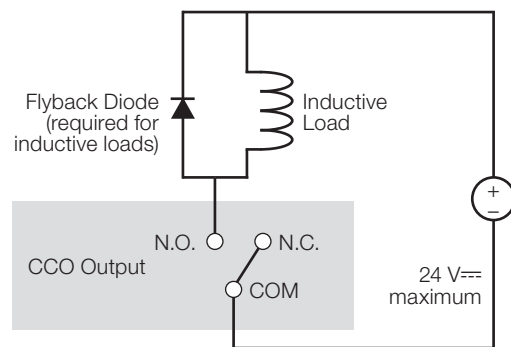 Flyback Diode
(required for
inductive loads)
Inductive
Load
+
−
N.O.
N.C.
CCO Output
COM
24 V⎓
maximum